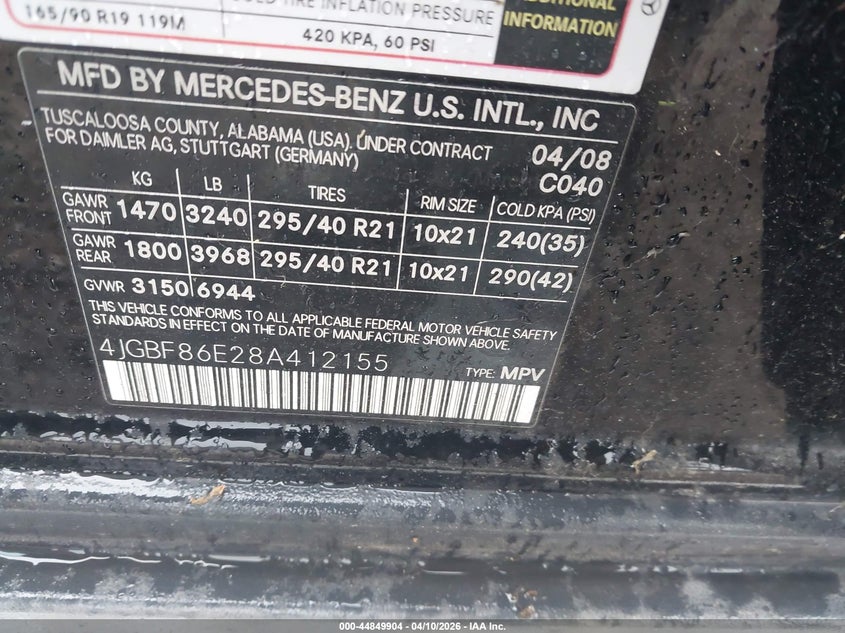 165/90 R19 119M
TIRE INFLATION PRESSURE
420 KPA, 60 PSI
ADDITIONAL
INFORMATION
MFD BY MERCEDES-BENZ U.S. INTL., INC
TUSCALOOSA COUNTY, ALABAMA (USA). UNDER CONTRACT
FOR DAIMLER AG, STUTTGART (GERMANY)
04/08
C040
KG LB TIRES RIM SIZE COLD KPA (PSI)
GAWR FRONT 1470 3240 295/40 R21 10x21 240(35)
GAWR REAR 1800 3968 295/40 R21 10x21 290(42)
GVWR 3150 6944
THIS VEHICLE CONFORMS TO ALL APPLICABLE FEDERAL MOTOR VEHICLE SAFETY
STANDARDS IN EFFECT ON THE DATE OF MANUFACTURE SHOWN ABOVE.
4JGBF86E28A412155
TYPE: MPV
000-44849904 - 04/10/2026 - IAA Inc.